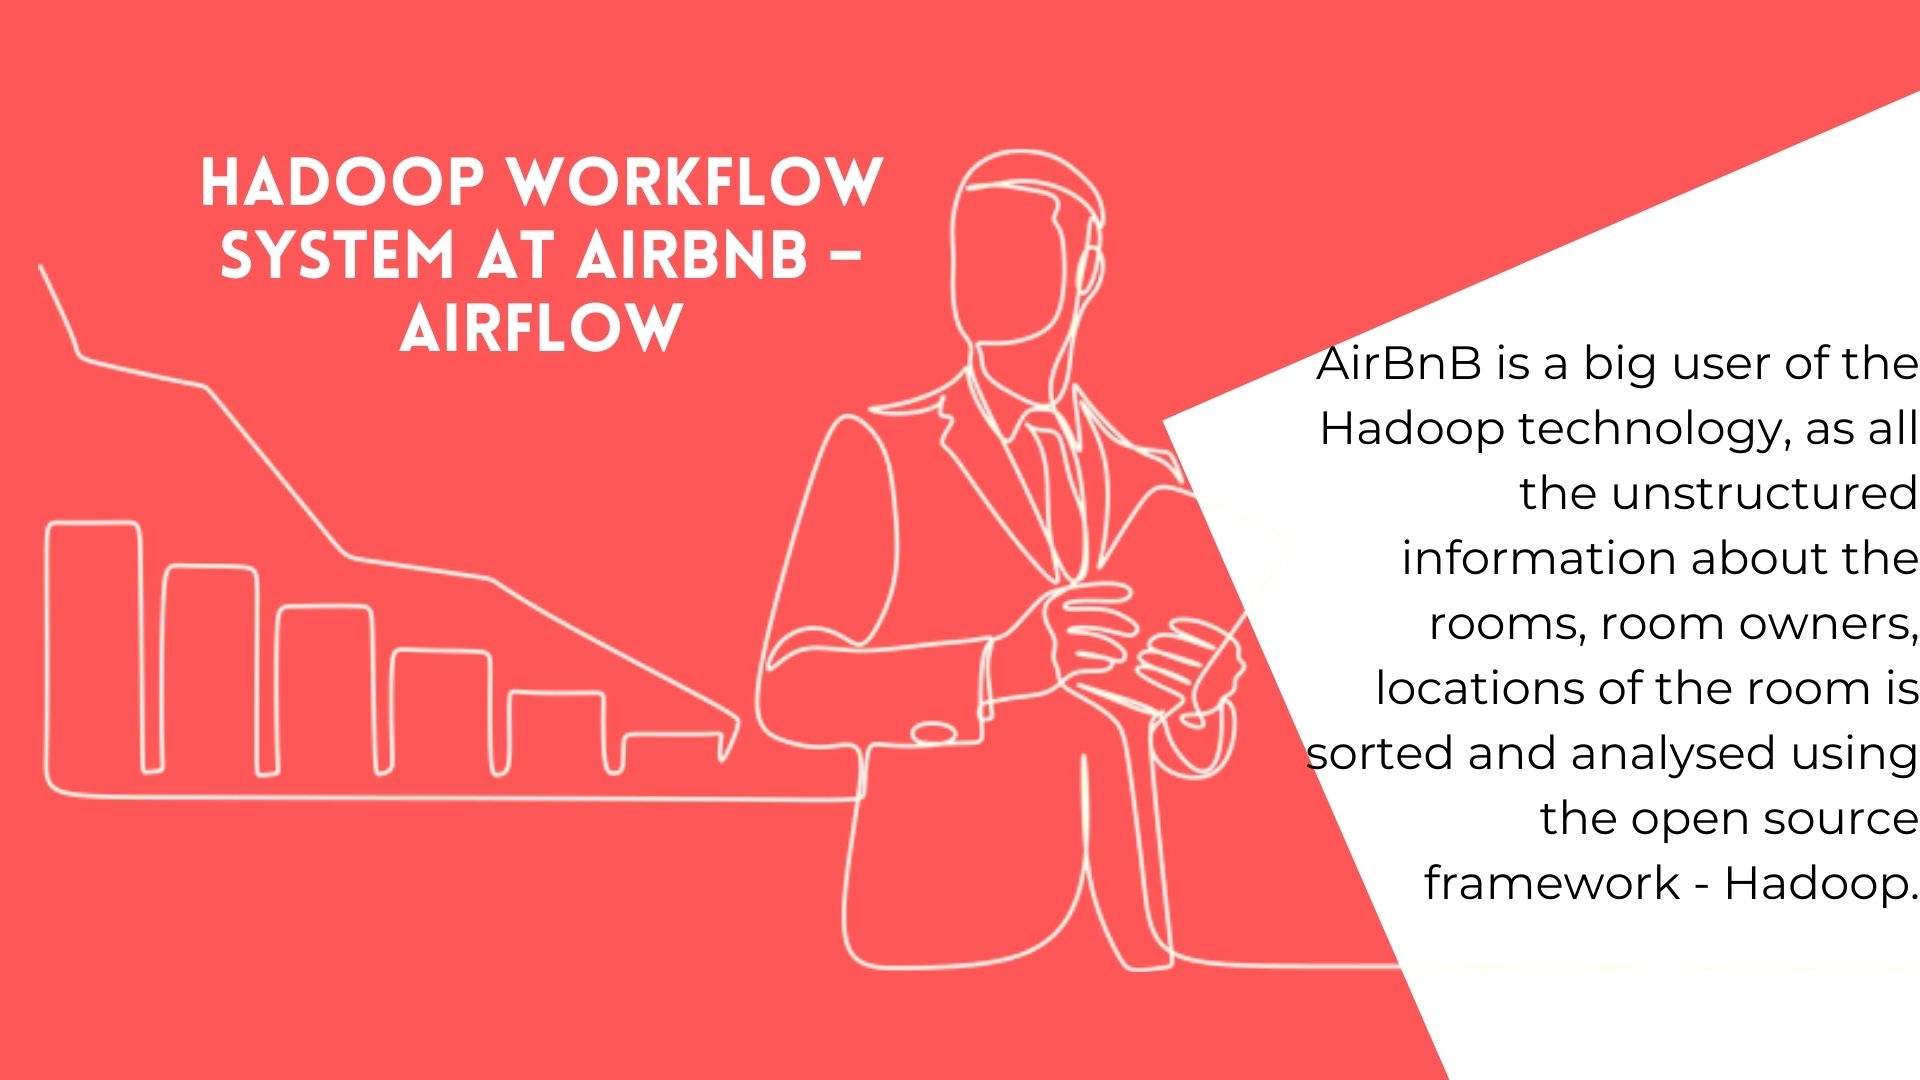 HADOOP WORKFLOW
SYSTEM AT AIRBNB –
AIRFLOW
AirBnB is a big user of the
Hadoop technology, as all
the unstructured
information about the
rooms, room owners,
locations of the room is
sorted and analysed using
the open source
framework - Hadoop.